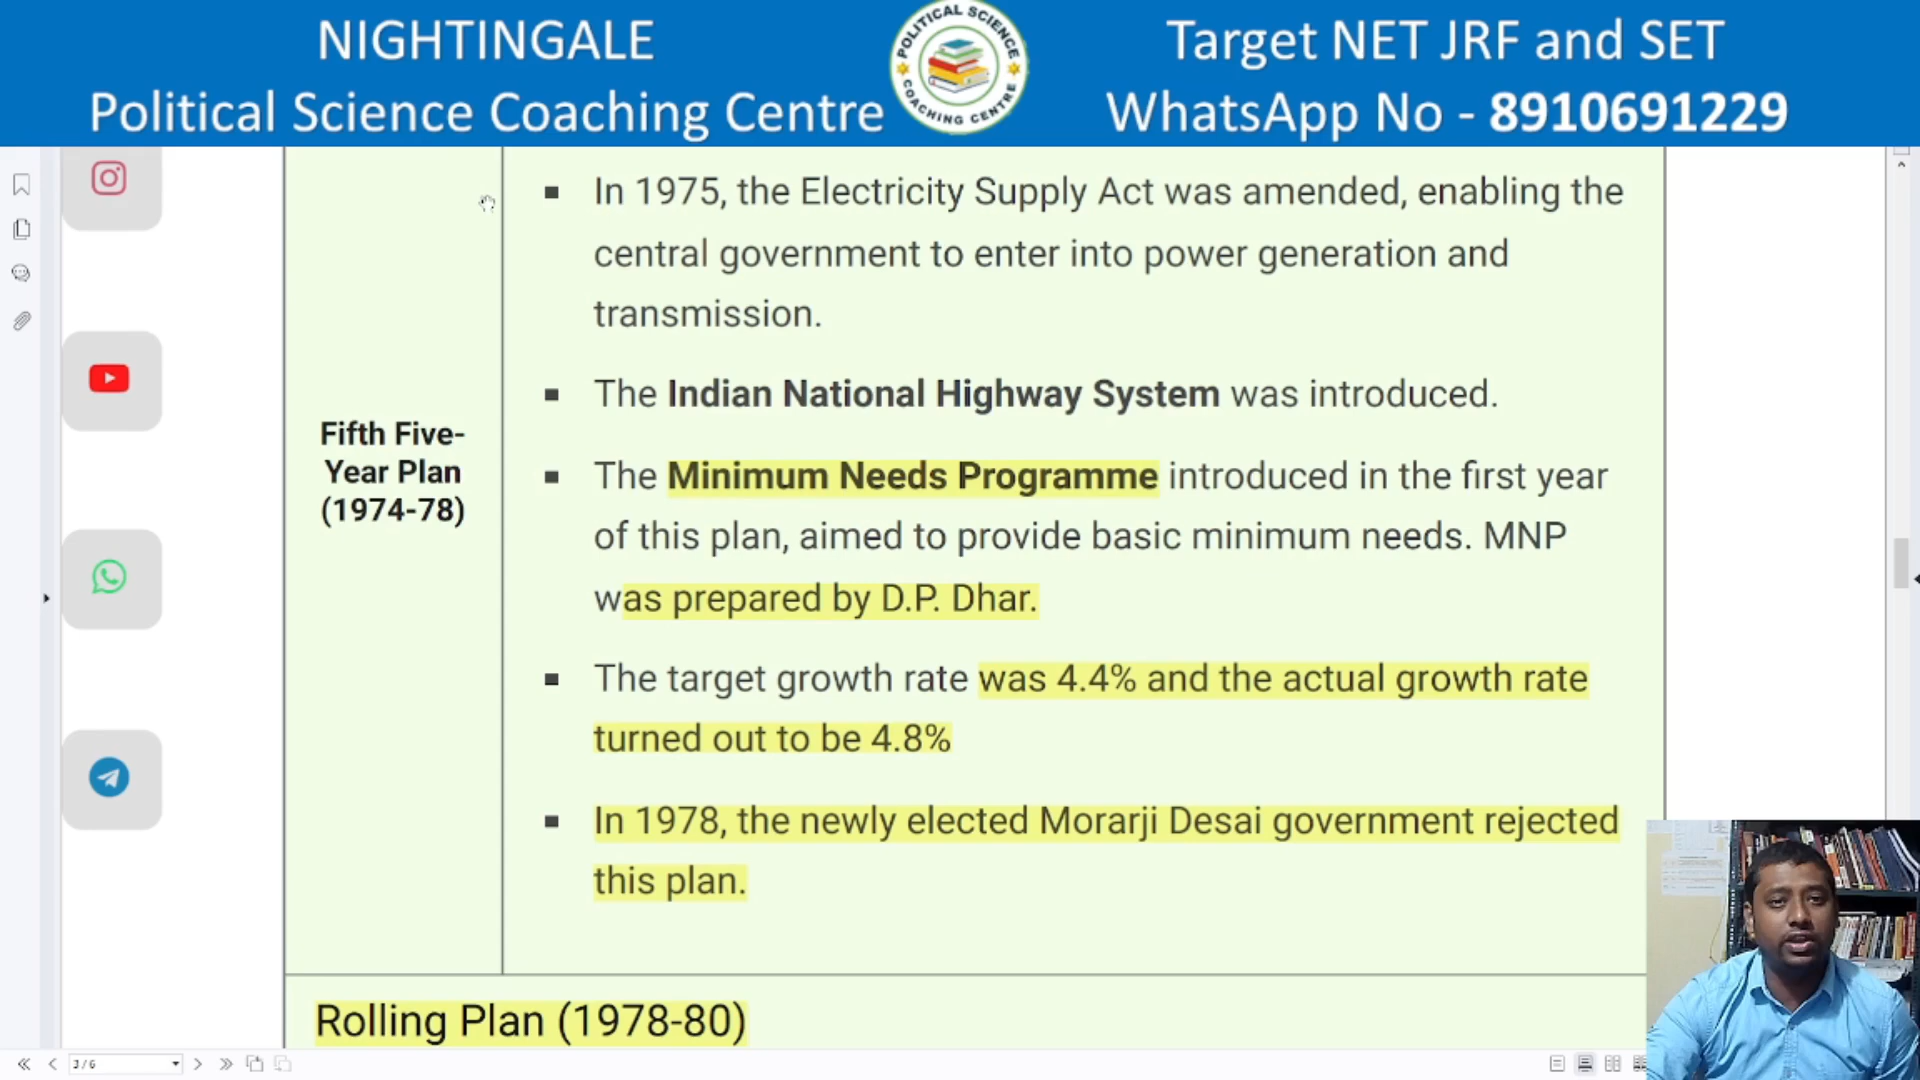 NIGHTINGALE
Political Science Coaching Centre
POLITICAL SCIENCE
COACHING CENTRE
Target NET JRF and SET
WhatsApp No - 8910691229
▪ In 1975, the Electricity Supply Act was amended, enabling the
central government to enter into power generation and
transmission.
▪ The Indian National Highway System was introduced.
Fifth Five-
Year Plan
(1974-78)
▪ The Minimum Needs Programme introduced in the first year
of this plan, aimed to provide basic minimum needs. MNP
was prepared by D.P. Dhar.
▪ The target growth rate was 4.4% and the actual growth rate
turned out to be 4.8%
▪ In 1978, the newly elected Morarji Desai government rejected
this plan.
Rolling Plan (1978-80)
3/6